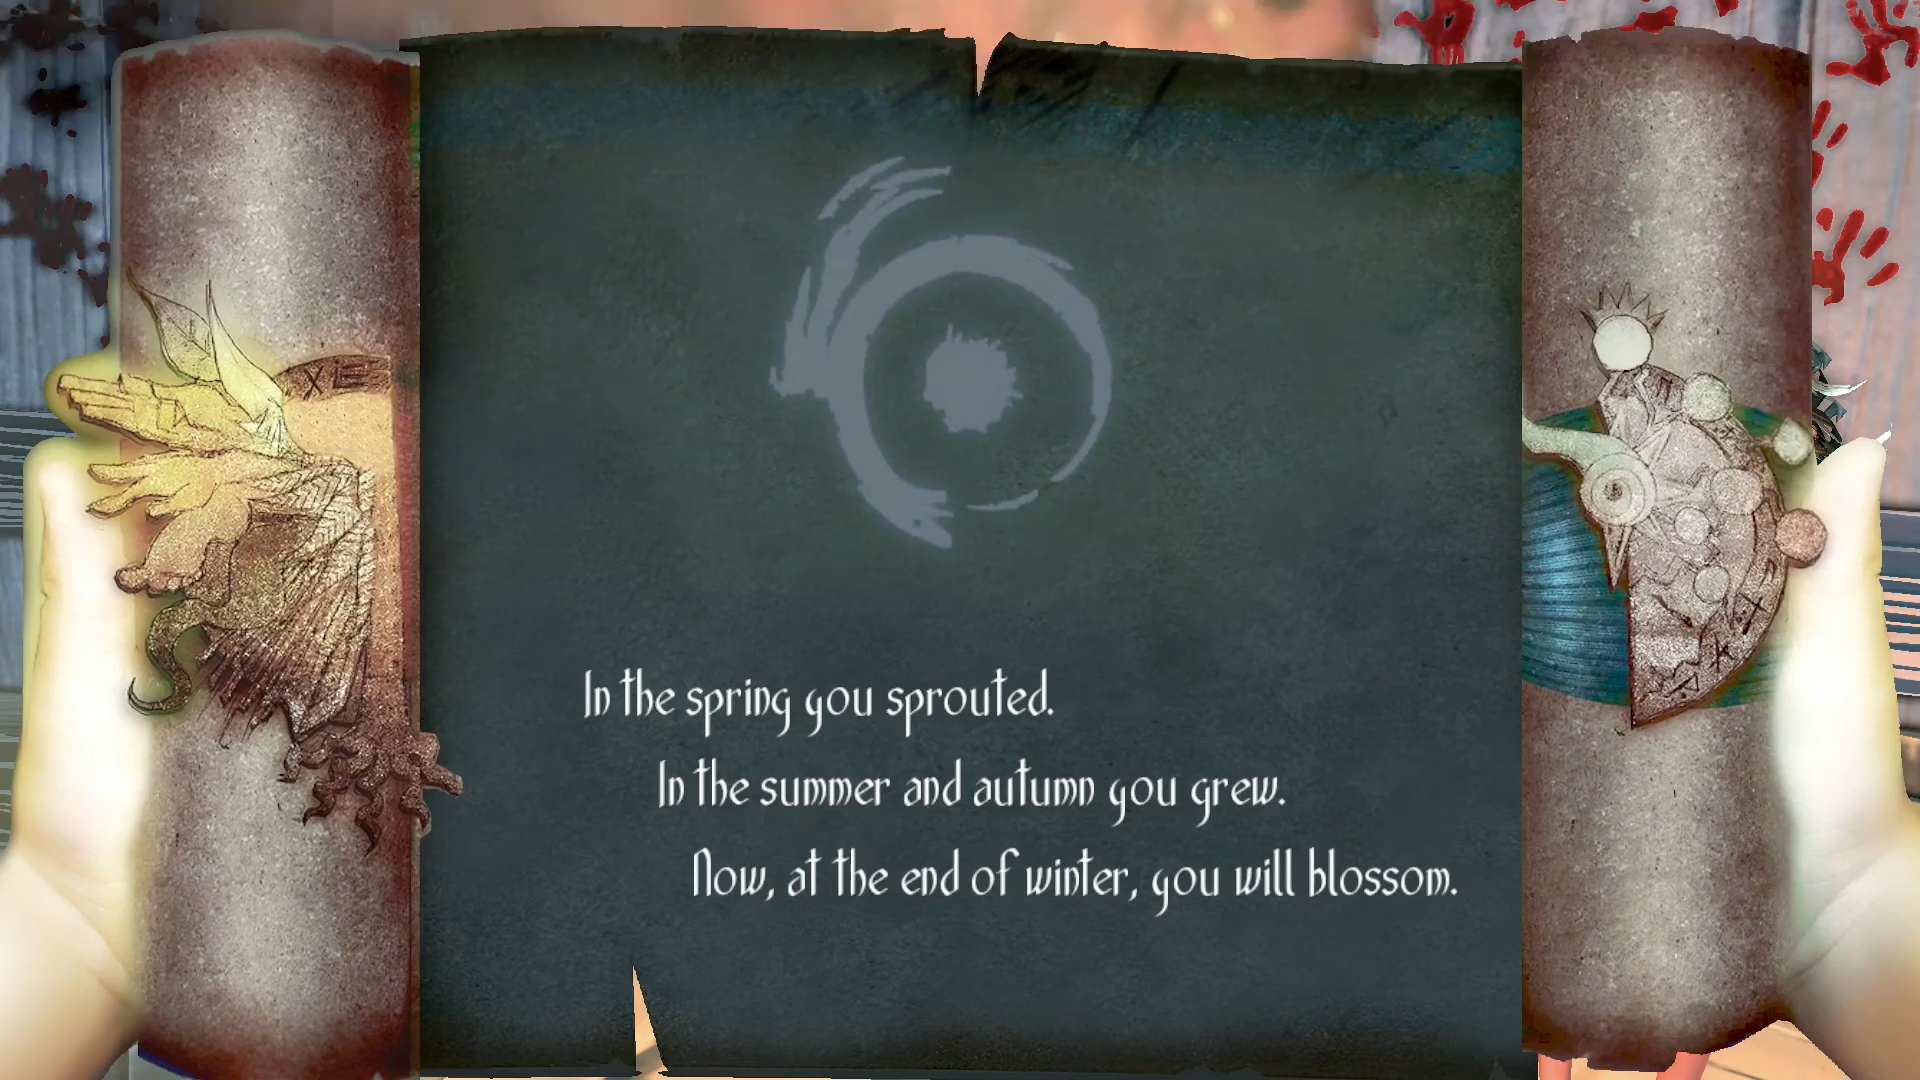 In the spring you sprouted.
In the summer and autumn you grew.
Now, at the end of winter, you will blossom.